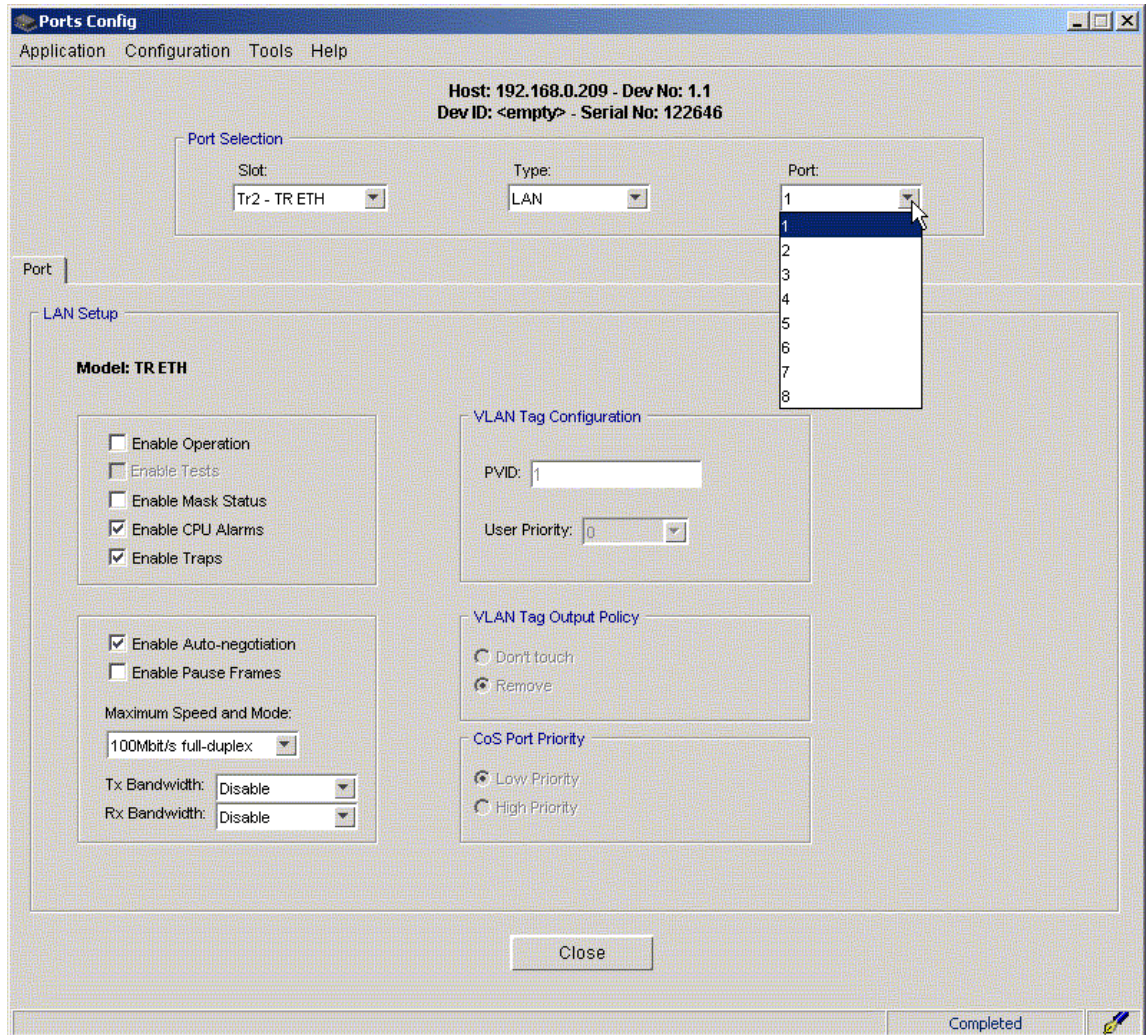 Ports Config
Application Configuration Tools Help
Host: 192.168.0.209 - Dev No: 1.1
Dev ID: <empty> - Serial No: 122646
Port Selection
Slot: Type: Port:
Tr2 - TR ETH LAN 1
1
2
3
4
5
6
7
8
Port
LAN Setup
Model: TR ETH
Enable Operation
Enable Tests
Enable Mask Status
Enable CPU Alarms
Enable Traps
VLAN Tag Configuration
PVID: 1
User Priority: 0
Enable Auto-negotiation
Enable Pause Frames
Maximum Speed and Mode:
100Mbit/s full-duplex
Tx Bandwidth: Disable
Rx Bandwidth: Disable
VLAN Tag Output Policy
Don't touch
Remove
CoS Port Priority
Low Priority
High Priority
Close
Completed